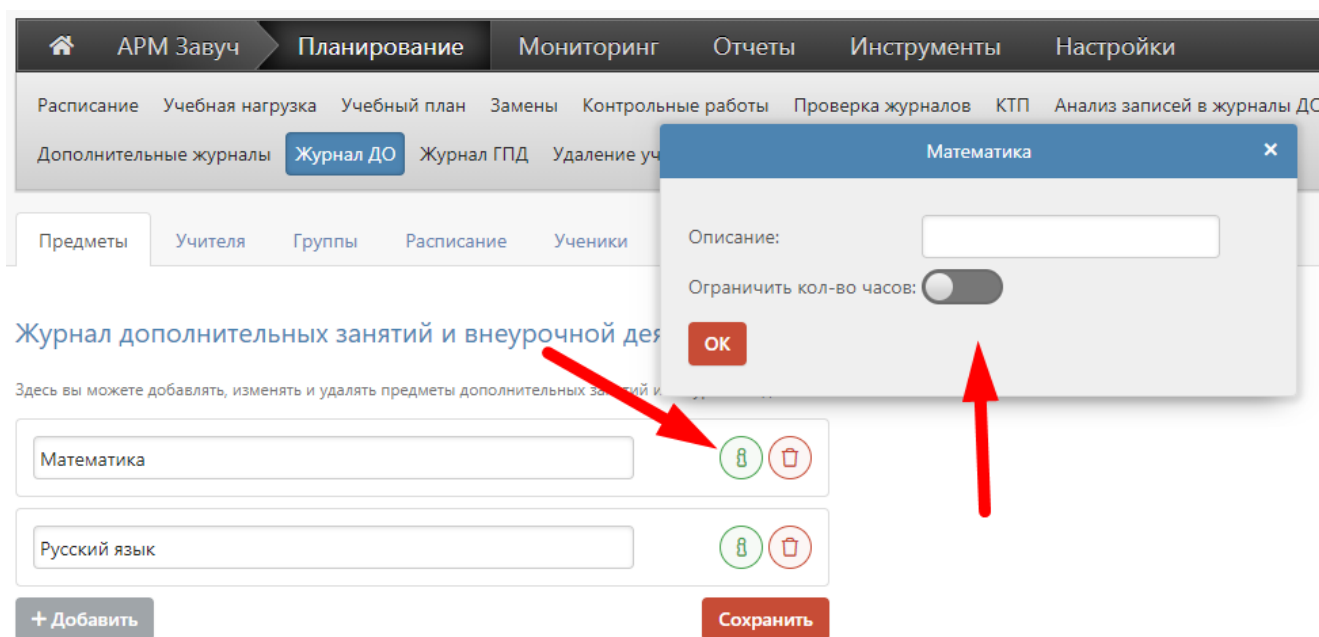 АРМ Завуч Планирование Мониторинг Отчеты Инструменты Настройки
Расписание Учебная нагрузка Учебный план Замены Контрольные работы Проверка журналов КТП Анализ записей в журналы ДО
Дополнительные журналы Журнал ДО Журнал ГПД Удаление уч
Математика ×
Предметы Учителя Группы Расписание Ученики
Описание:
Ограничить кол-во часов:
ОК
Журнал дополнительных занятий и внеурочной дея
Здесь вы можете добавлять, изменять и удалять предметы дополнительных занятий и
Математика
Русский язык
+ Добавить Сохранить